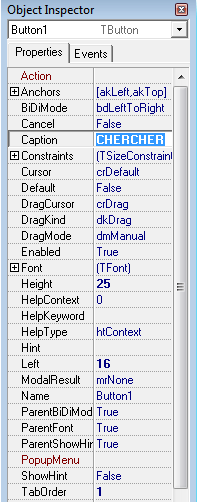 Object Inspector
Button1 TButton
Properties Events
Action
Anchors [akLeft,akTop]
BiDiMode bdLeftToRight
Cancel False
Caption CHERCHER
Constraints (TSizeConstraint
Cursor crDefault
Default False
DragCursor crDrag
DragKind dkDrag
DragMode dmManual
Enabled True
Font (TFont)
Height 25
HelpContext 0
HelpKeyword
HelpType htContext
Hint
Left 16
ModalResult mrNone
Name Button1
ParentBiDiMod True
ParentFont True
ParentShowHir True
PopupMenu
ShowHint False
TabOrder 1